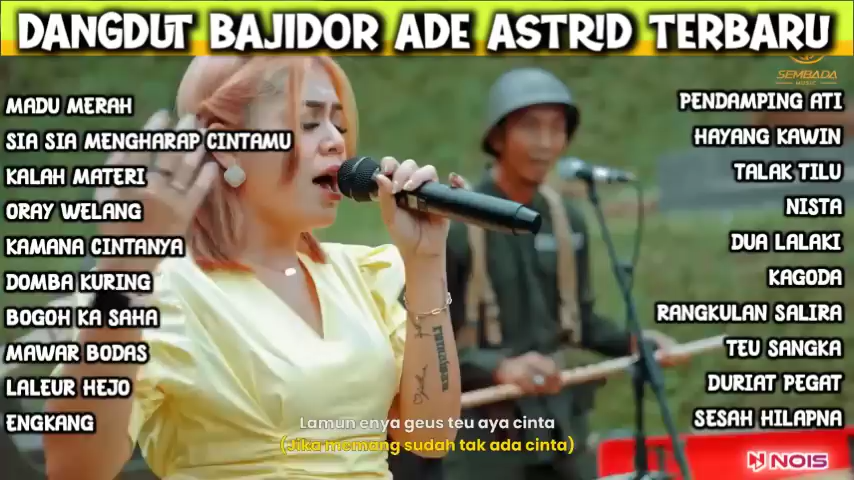 DANGDUT BAJIDOR ADE ASTRID TERBARU
SEMBADA
MUSIC
MADU MERAH
SIA SIA MENGHARAP CINTAMU
KALAH MATERI
ORAY WELANG
KAMANA CINTANYA
DOMBA KURING
BOGOH KA SAHA
MAWAR BODAS
LALEUR HEJO
ENGKANG
PENDAMPING ATI
HAYANG KAWIN
TALAK TILU
NISTA
DUA LALAKI
KAGODA
RANGKULAN SALIRA
TEU SANGKA
DURIAT PEGAT
SESAH HILAPNA
Lamun enya geus teu aya cinta
(Jika memang sudah tak ada cinta)
NOIS